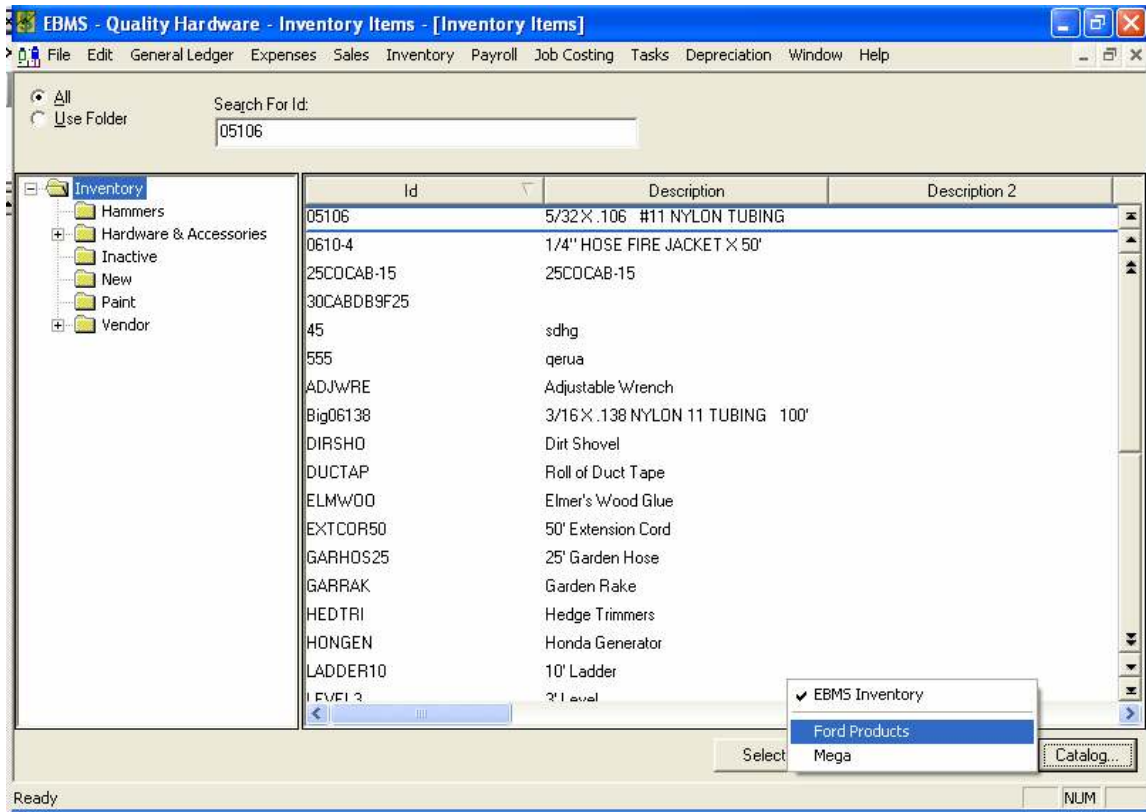 EBMS - Quality Hardware - Inventory Items - [Inventory Items]
File Edit General Ledger Expenses Sales Inventory Payroll Job Costing Tasks Depreciation Window Help
All
Use Folder
Search For Id:
05106
Inventory
Hammers
Hardware & Accessories
Inactive
New
Paint
Vendor
Id Description Description 2
05106 5/32 X .106 #11 NYLON TUBING
0610-4 1/4" HOSE FIRE JACKET X 50'
25COCAB-15 25COCAB-15
30CABDB9F25
45 sdhg
555 qerua
ADJWRE Adjustable Wrench
Big06138 3/16 X .138 NYLON 11 TUBING 100'
DIRSHO Dirt Shovel
DUCTAP Roll of Duct Tape
ELMWOO Elmer's Wood Glue
EXTCOR50 50' Extension Cord
GARHOS25 25' Garden Hose
GARRAK Garden Rake
HEDTRI Hedge Trimmers
HONGEN Honda Generator
LADDER10 10' Ladder
LEVEL3 3' Level
EBMS Inventory
Ford Products
Mega
Select
Catalog...
Ready NUM